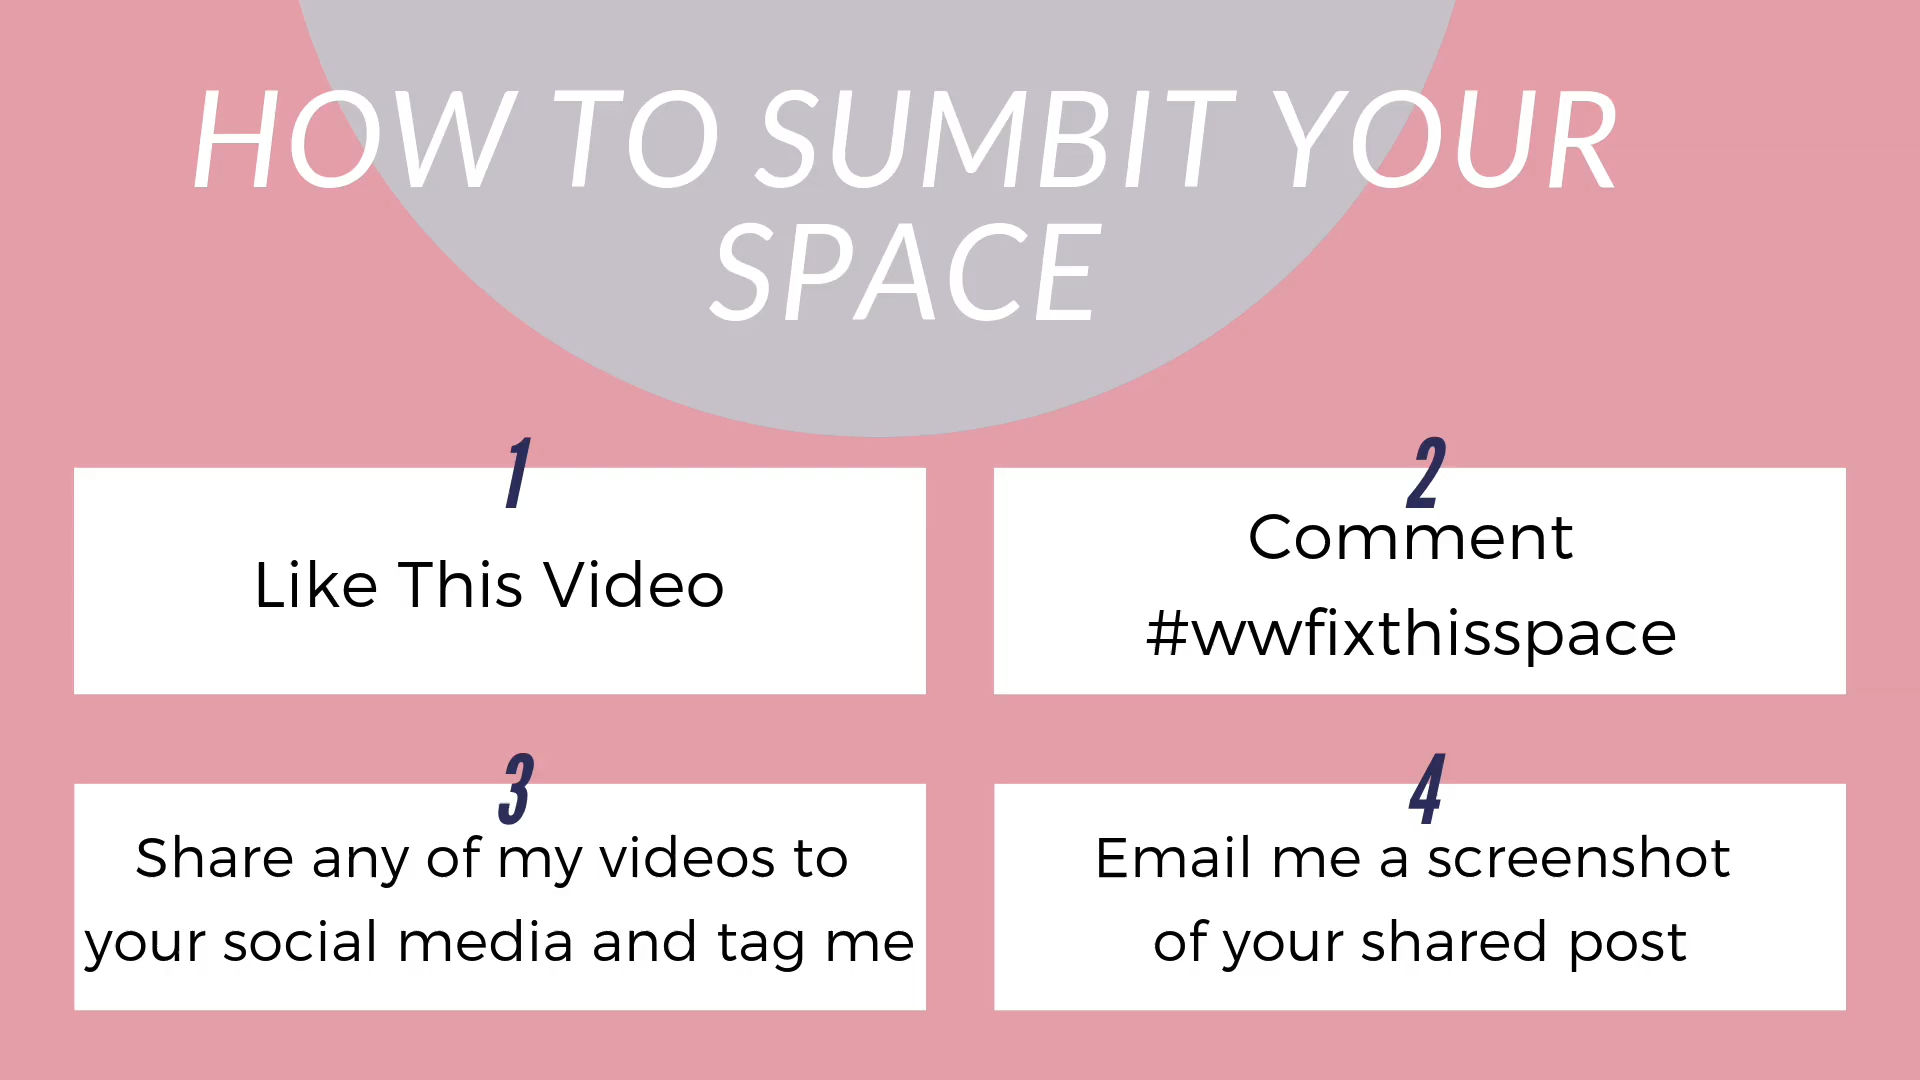 HOW TO SUMBIT YOUR
SPACE
1
Like This Video
2
Comment
#wwfixthisspace
3
Share any of my videos to
your social media and tag me
4
Email me a screenshot
of your shared post